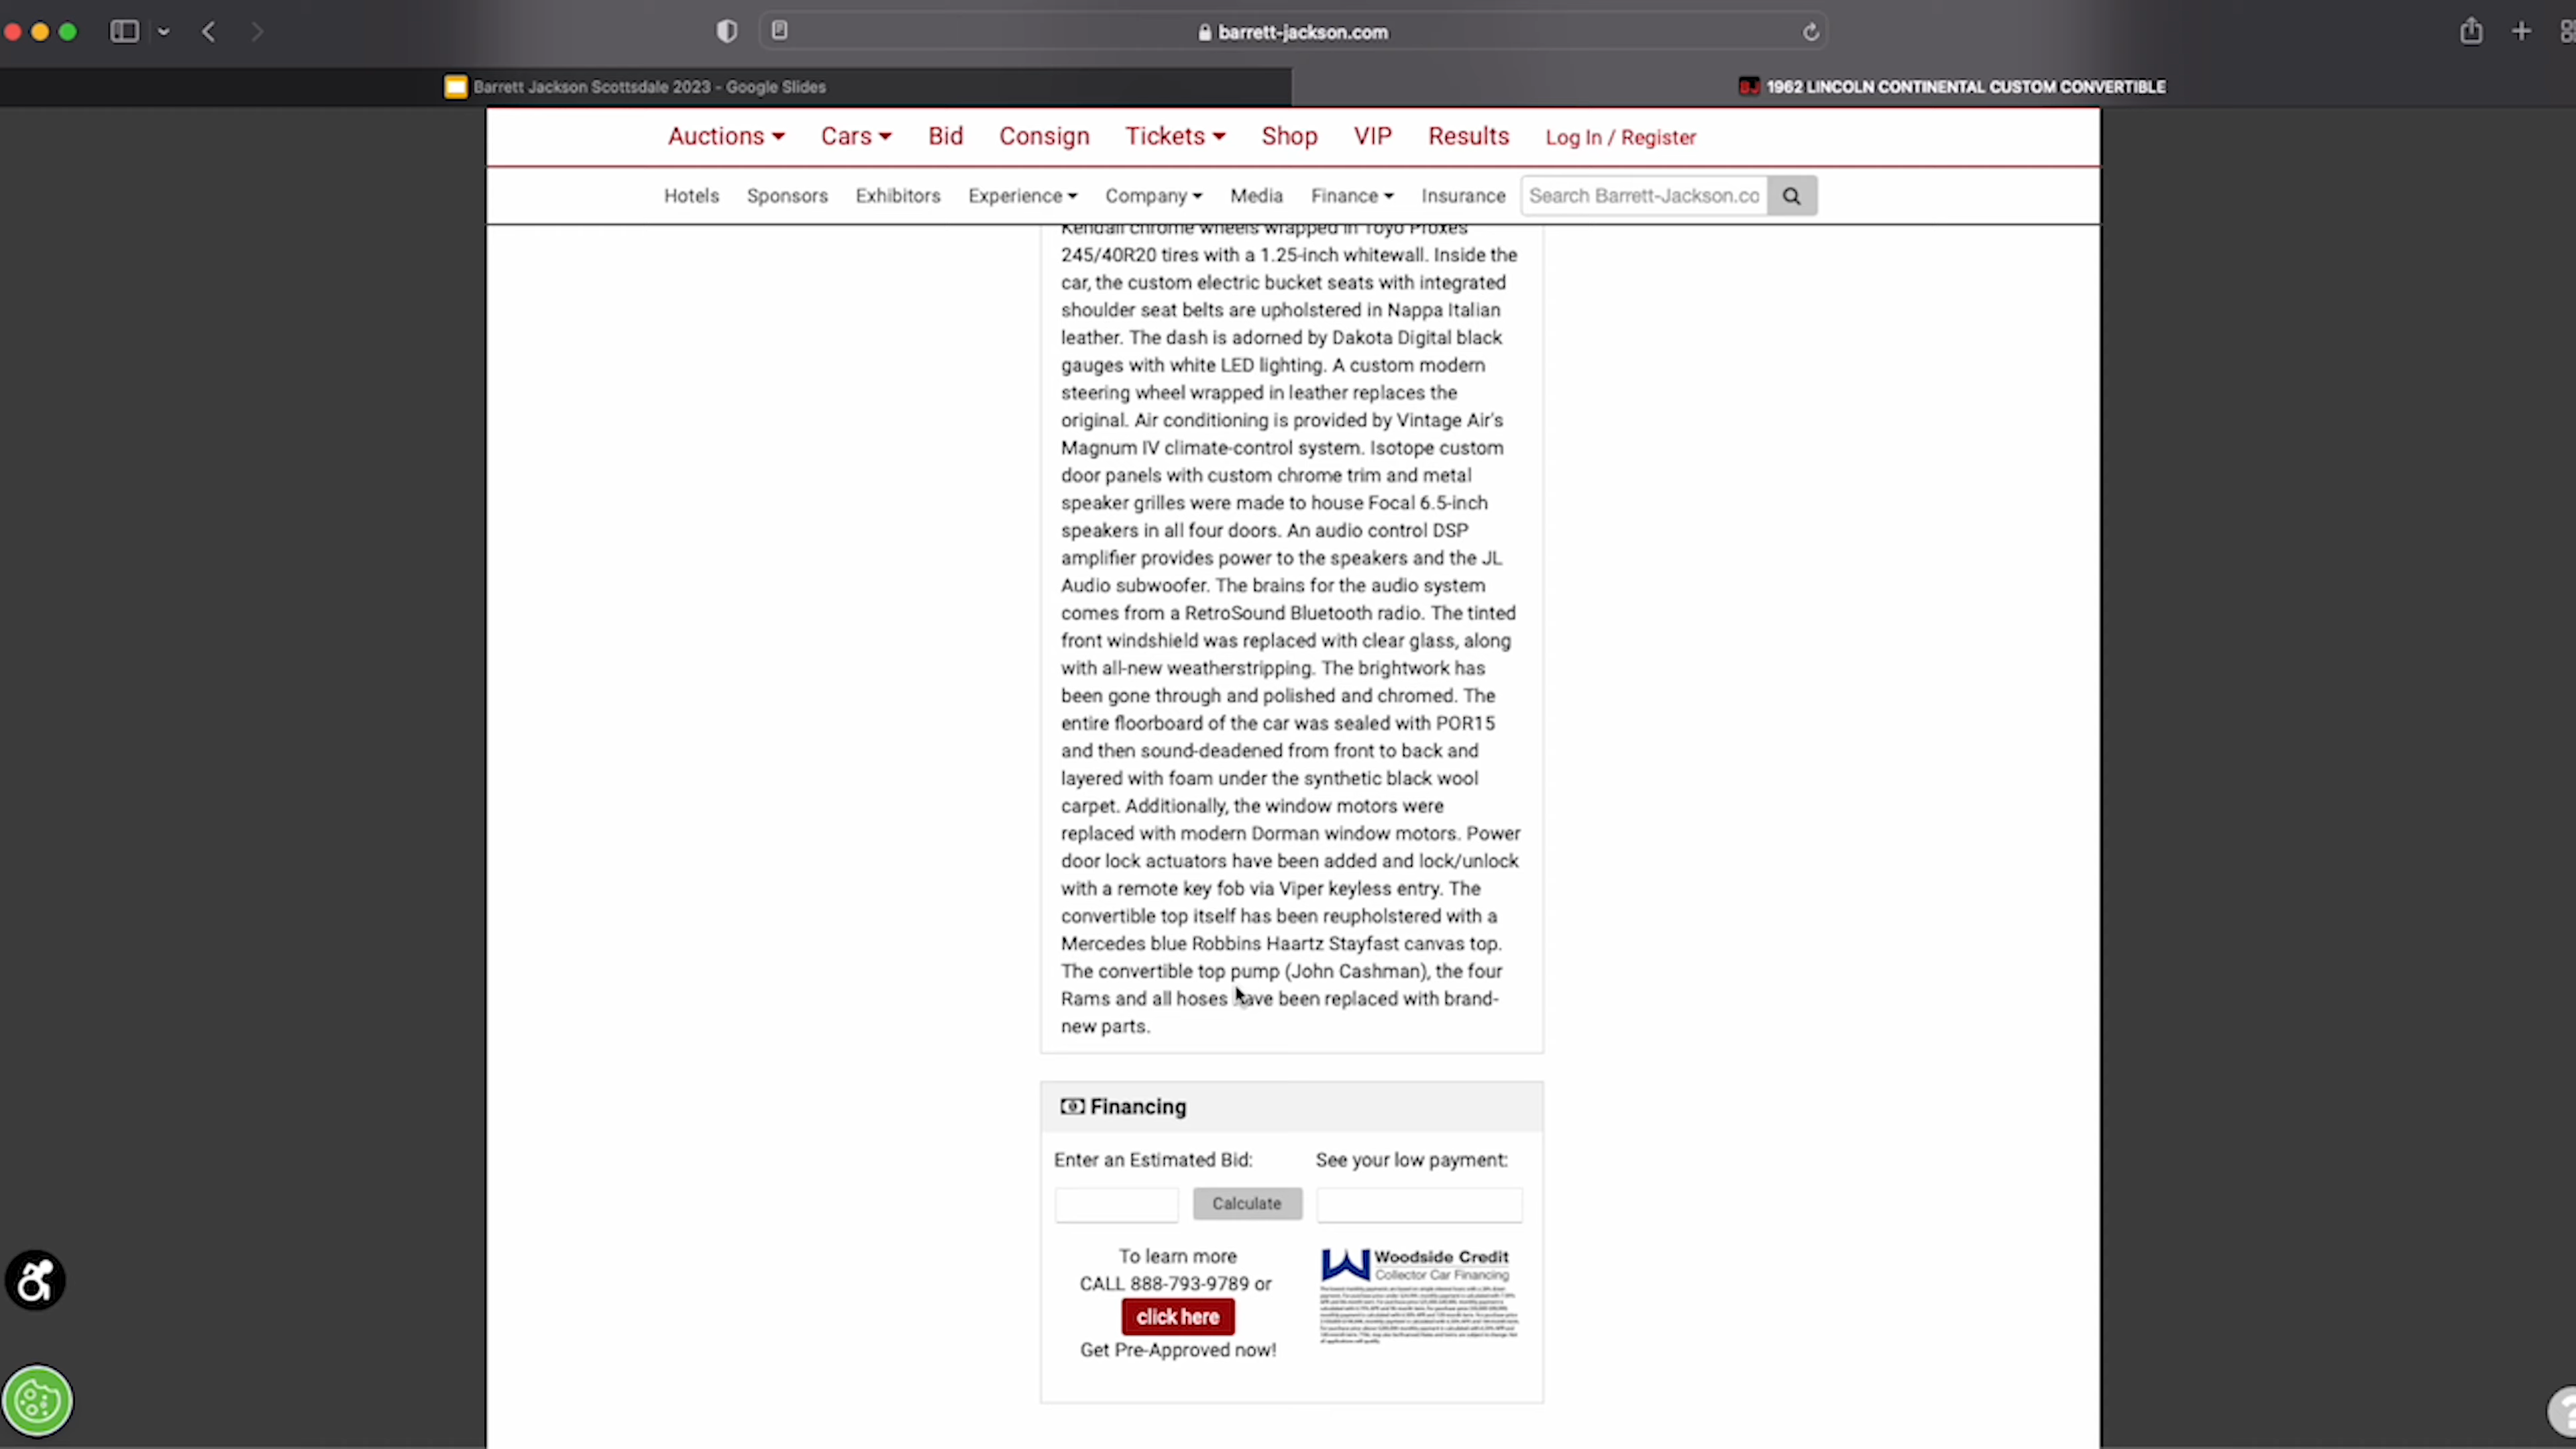 barrett-jackson.com
Barrett Jackson Scottsdale 2023 - Google Slides
BJ 1962 LINCOLN CONTINENTAL CUSTOM CONVERTIBLE
Auctions Cars Bid Consign Tickets Shop VIP Results Log In / Register
Hotels Sponsors Exhibitors Experience Company Media Finance Insurance Search Barrett-Jackson.co
Kendall chrome wheels wrapped in Toyo Proxes
245/40R20 tires with a 1.25-inch whitewall. Inside the
car, the custom electric bucket seats with integrated
shoulder seat belts are upholstered in Nappa Italian
leather. The dash is adorned by Dakota Digital black
gauges with white LED lighting. A custom modern
steering wheel wrapped in leather replaces the
original. Air conditioning is provided by Vintage Air's
Magnum IV climate-control system. Isotope custom
door panels with custom chrome trim and metal
speaker grilles were made to house Focal 6.5-inch
speakers in all four doors. An audio control DSP
amplifier provides power to the speakers and the JL
Audio subwoofer. The brains for the audio system
comes from a RetroSound Bluetooth radio. The tinted
front windshield was replaced with clear glass, along
with all-new weatherstripping. The brightwork has
been gone through and polished and chromed. The
entire floorboard of the car was sealed with POR15
and then sound-deadened from front to back and
layered with foam under the synthetic black wool
carpet. Additionally, the window motors were
replaced with modern Dorman window motors. Power
door lock actuators have been added and lock/unlock
with a remote key fob via Viper keyless entry. The
convertible top itself has been reupholstered with a
Mercedes blue Robbins Haartz Stayfast canvas top.
The convertible top pump (John Cashman), the four
Rams and all hoses have been replaced with brand-
new parts.
Financing
Enter an Estimated Bid: See your low payment:
Calculate
To learn more
CALL 888-793-9789 or
click here
Get Pre-Approved now!
Woodside Credit
Collector Car Financing